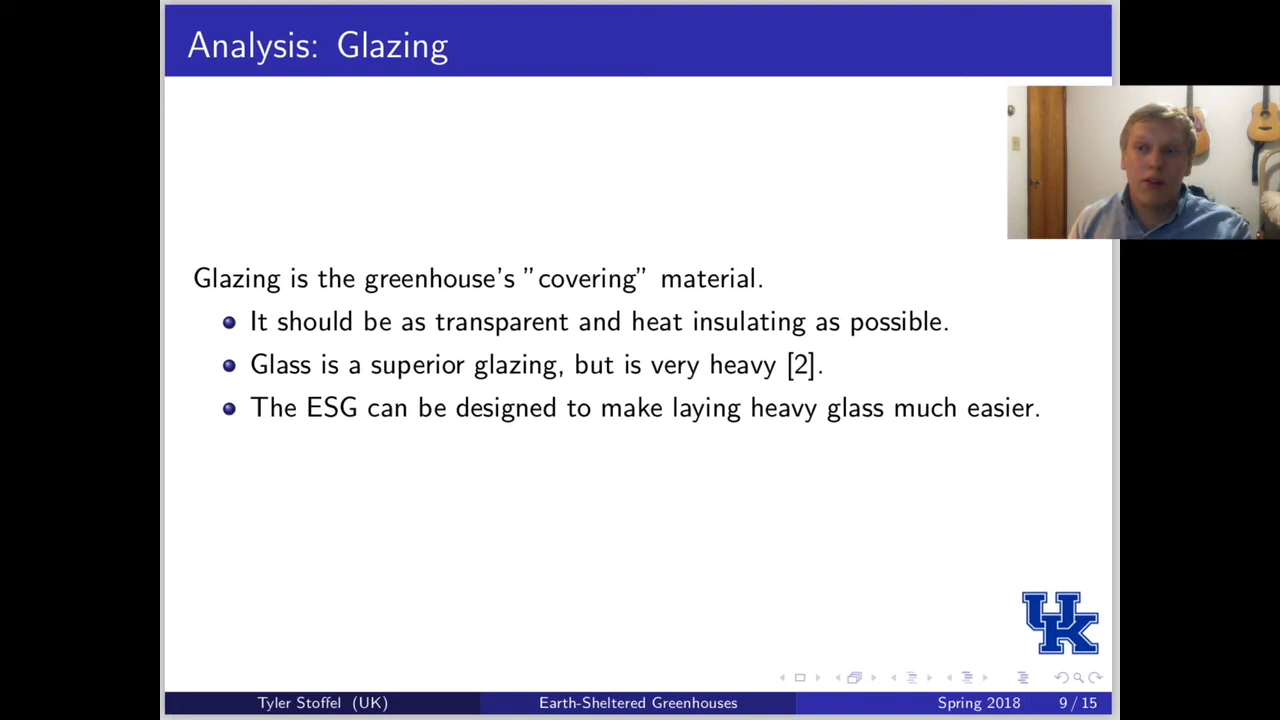 Analysis: Glazing
Glazing is the greenhouse's ”covering” material.
It should be as transparent and heat insulating as possible.
Glass is a superior glazing, but is very heavy [2].
The ESG can be designed to make laying heavy glass much easier.
UK
Tyler Stoffel (UK)
Earth-Sheltered Greenhouses
Spring 2018
9 / 15